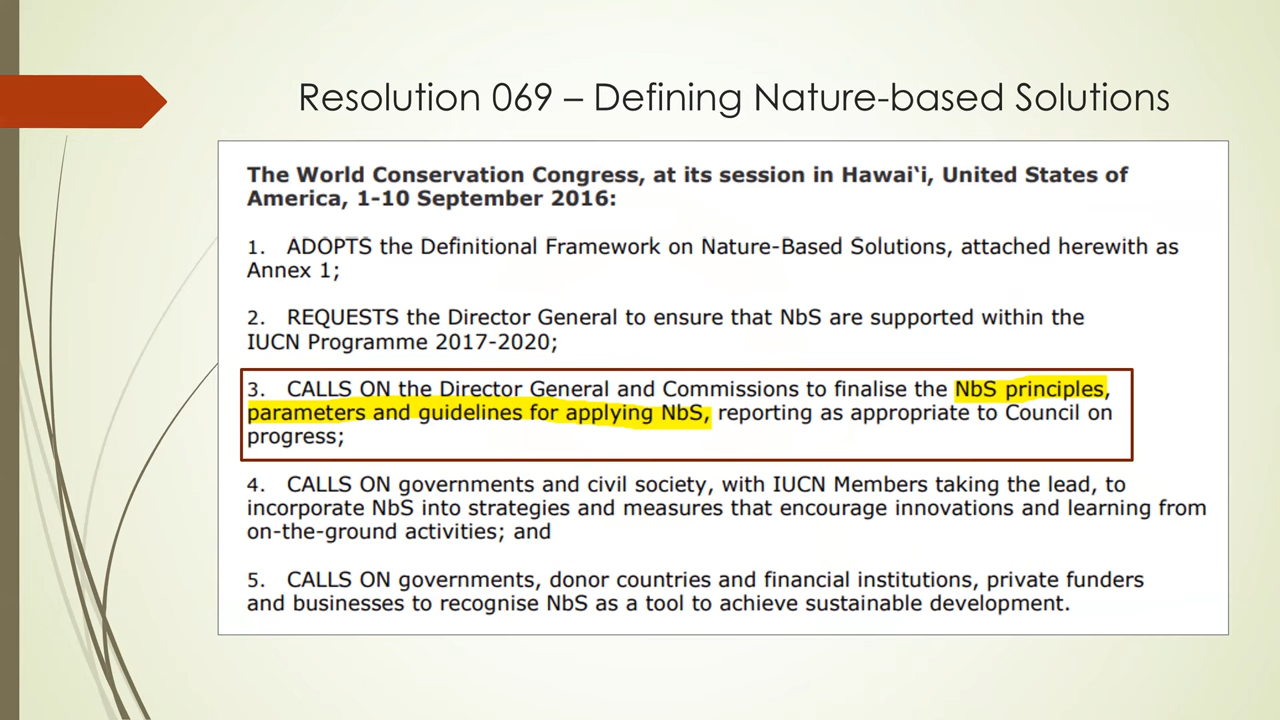 Resolution 069 – Defining Nature-based Solutions
The World Conservation Congress, at its session in Hawai‘i, United States of
America, 1-10 September 2016:
1. ADOPTS the Definitional Framework on Nature-Based Solutions, attached herewith as
Annex 1;
2. REQUESTS the Director General to ensure that NbS are supported within the
IUCN Programme 2017-2020;
3. CALLS ON the Director General and Commissions to finalise the NbS principles,
parameters and guidelines for applying NbS, reporting as appropriate to Council on
progress;
4. CALLS ON governments and civil society, with IUCN Members taking the lead, to
incorporate NbS into strategies and measures that encourage innovations and learning from
on-the-ground activities; and
5. CALLS ON governments, donor countries and financial institutions, private funders
and businesses to recognise NbS as a tool to achieve sustainable development.